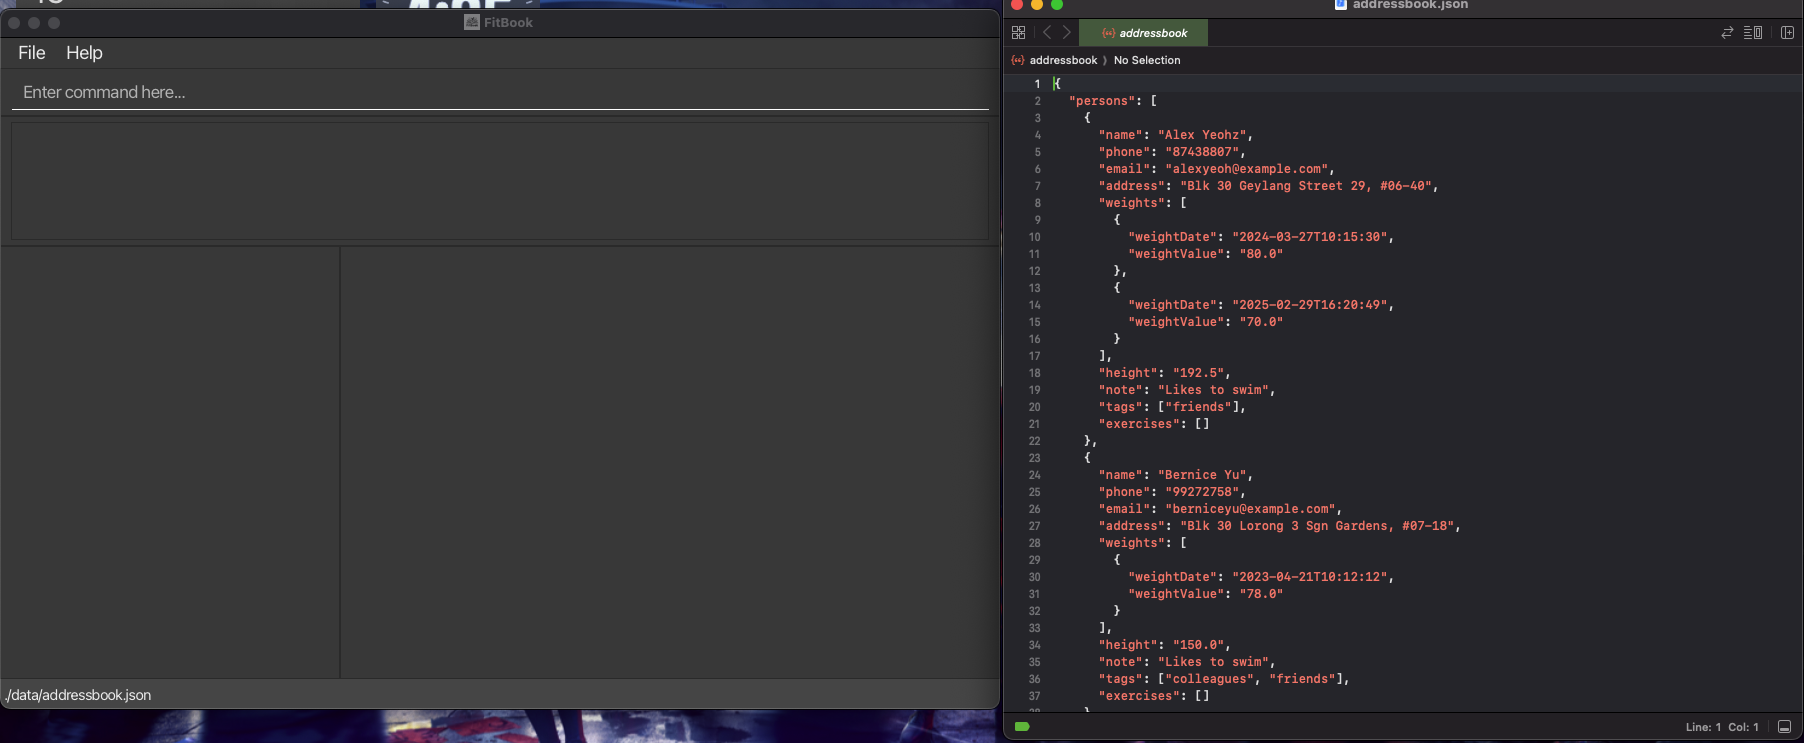 FitBook
File Help
Enter command here...
./data/addressbook.json
addressbook.json
addressbook
addressbook ⟩ No Selection
1 {
2 "persons": [
3 {
4 "name": "Alex Yeohz",
5 "phone": "87438807",
6 "email": "alexyeoh@example.com",
7 "address": "Blk 30 Geylang Street 29, #06-40",
8 "weights": [
9 {
10 "weightDate": "2024-03-27T10:15:30",
11 "weightValue": "80.0"
12 },
13 {
14 "weightDate": "2025-02-29T16:20:49",
15 "weightValue": "70.0"
16 }
17 ],
18 "height": "192.5",
19 "note": "Likes to swim",
20 "tags": ["friends"],
21 "exercises": []
22 },
23 {
24 "name": "Bernice Yu",
25 "phone": "99272758",
26 "email": "berniceyu@example.com",
27 "address": "Blk 30 Lorong 3 Sgn Gardens, #07-18",
28 "weights": [
29 {
30 "weightDate": "2023-04-21T10:12:12",
31 "weightValue": "78.0"
32 }
33 ],
34 "height": "150.0",
35 "note": "Likes to swim",
36 "tags": ["colleagues", "friends"],
37 "exercises": []
Line: 1 Col: 1